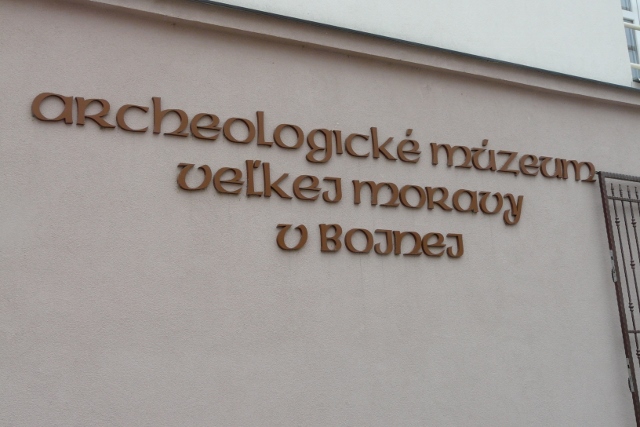 archeologické múzeum
veľkej moravy
v Bojnej